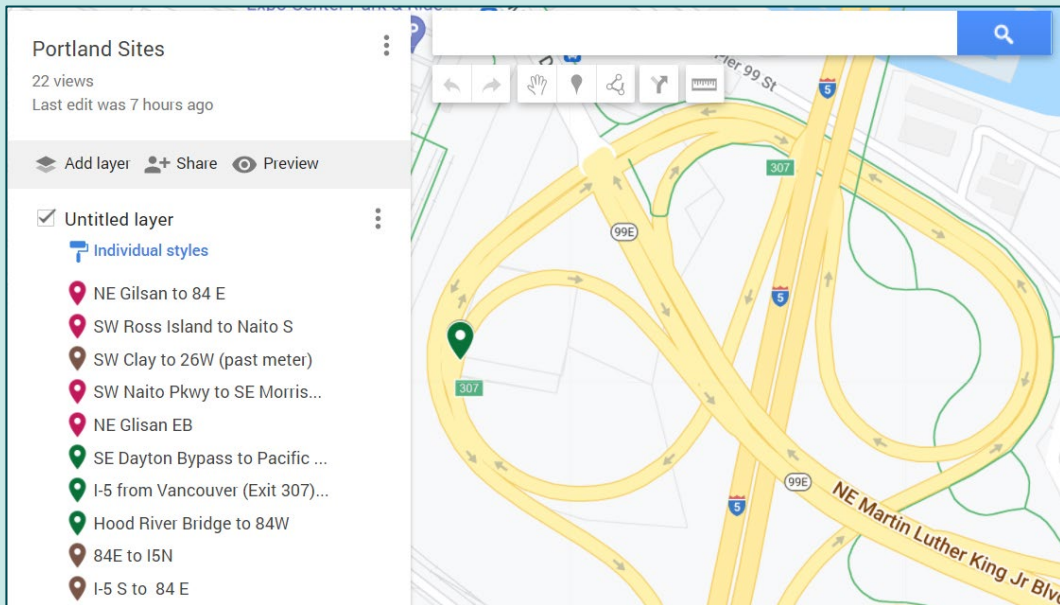 Portland Sites
22 views
Last edit was 7 hours ago
Add layer Share Preview
Untitled layer
Individual styles
NE Gilsan to 84 E
SW Ross Island to Naito S
SW Clay to 26W (past meter)
SW Naito Pkwy to SE Morris...
NE Glisan EB
SE Dayton Bypass to Pacific ...
I-5 from Vancouver (Exit 307)...
Hood River Bridge to 84W
84E to I5N
I-5 S to 84 E
Pier 99 St
5
307
99E
5
307
99E
5
NE Martin Luther King Jr Blv